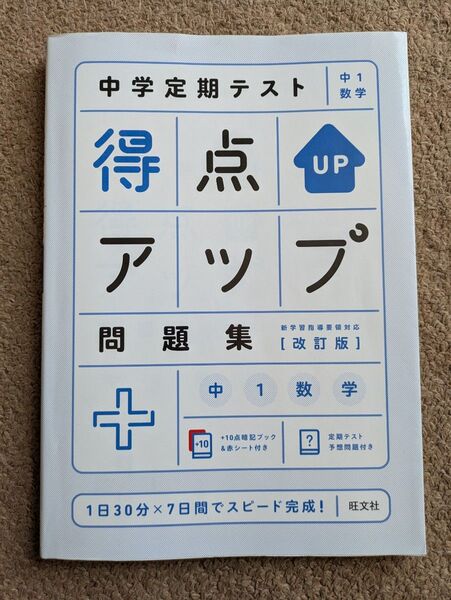 中学定期テスト
中1
数学
得点
UP
アップ
問題集
新学習指導要領対応
[改訂版]
中1数学
+10
+10点暗記ブック
&赤シート付き
?
定期テスト
予想問題付き
1日30分×7日間でスピード完成!
旺文社